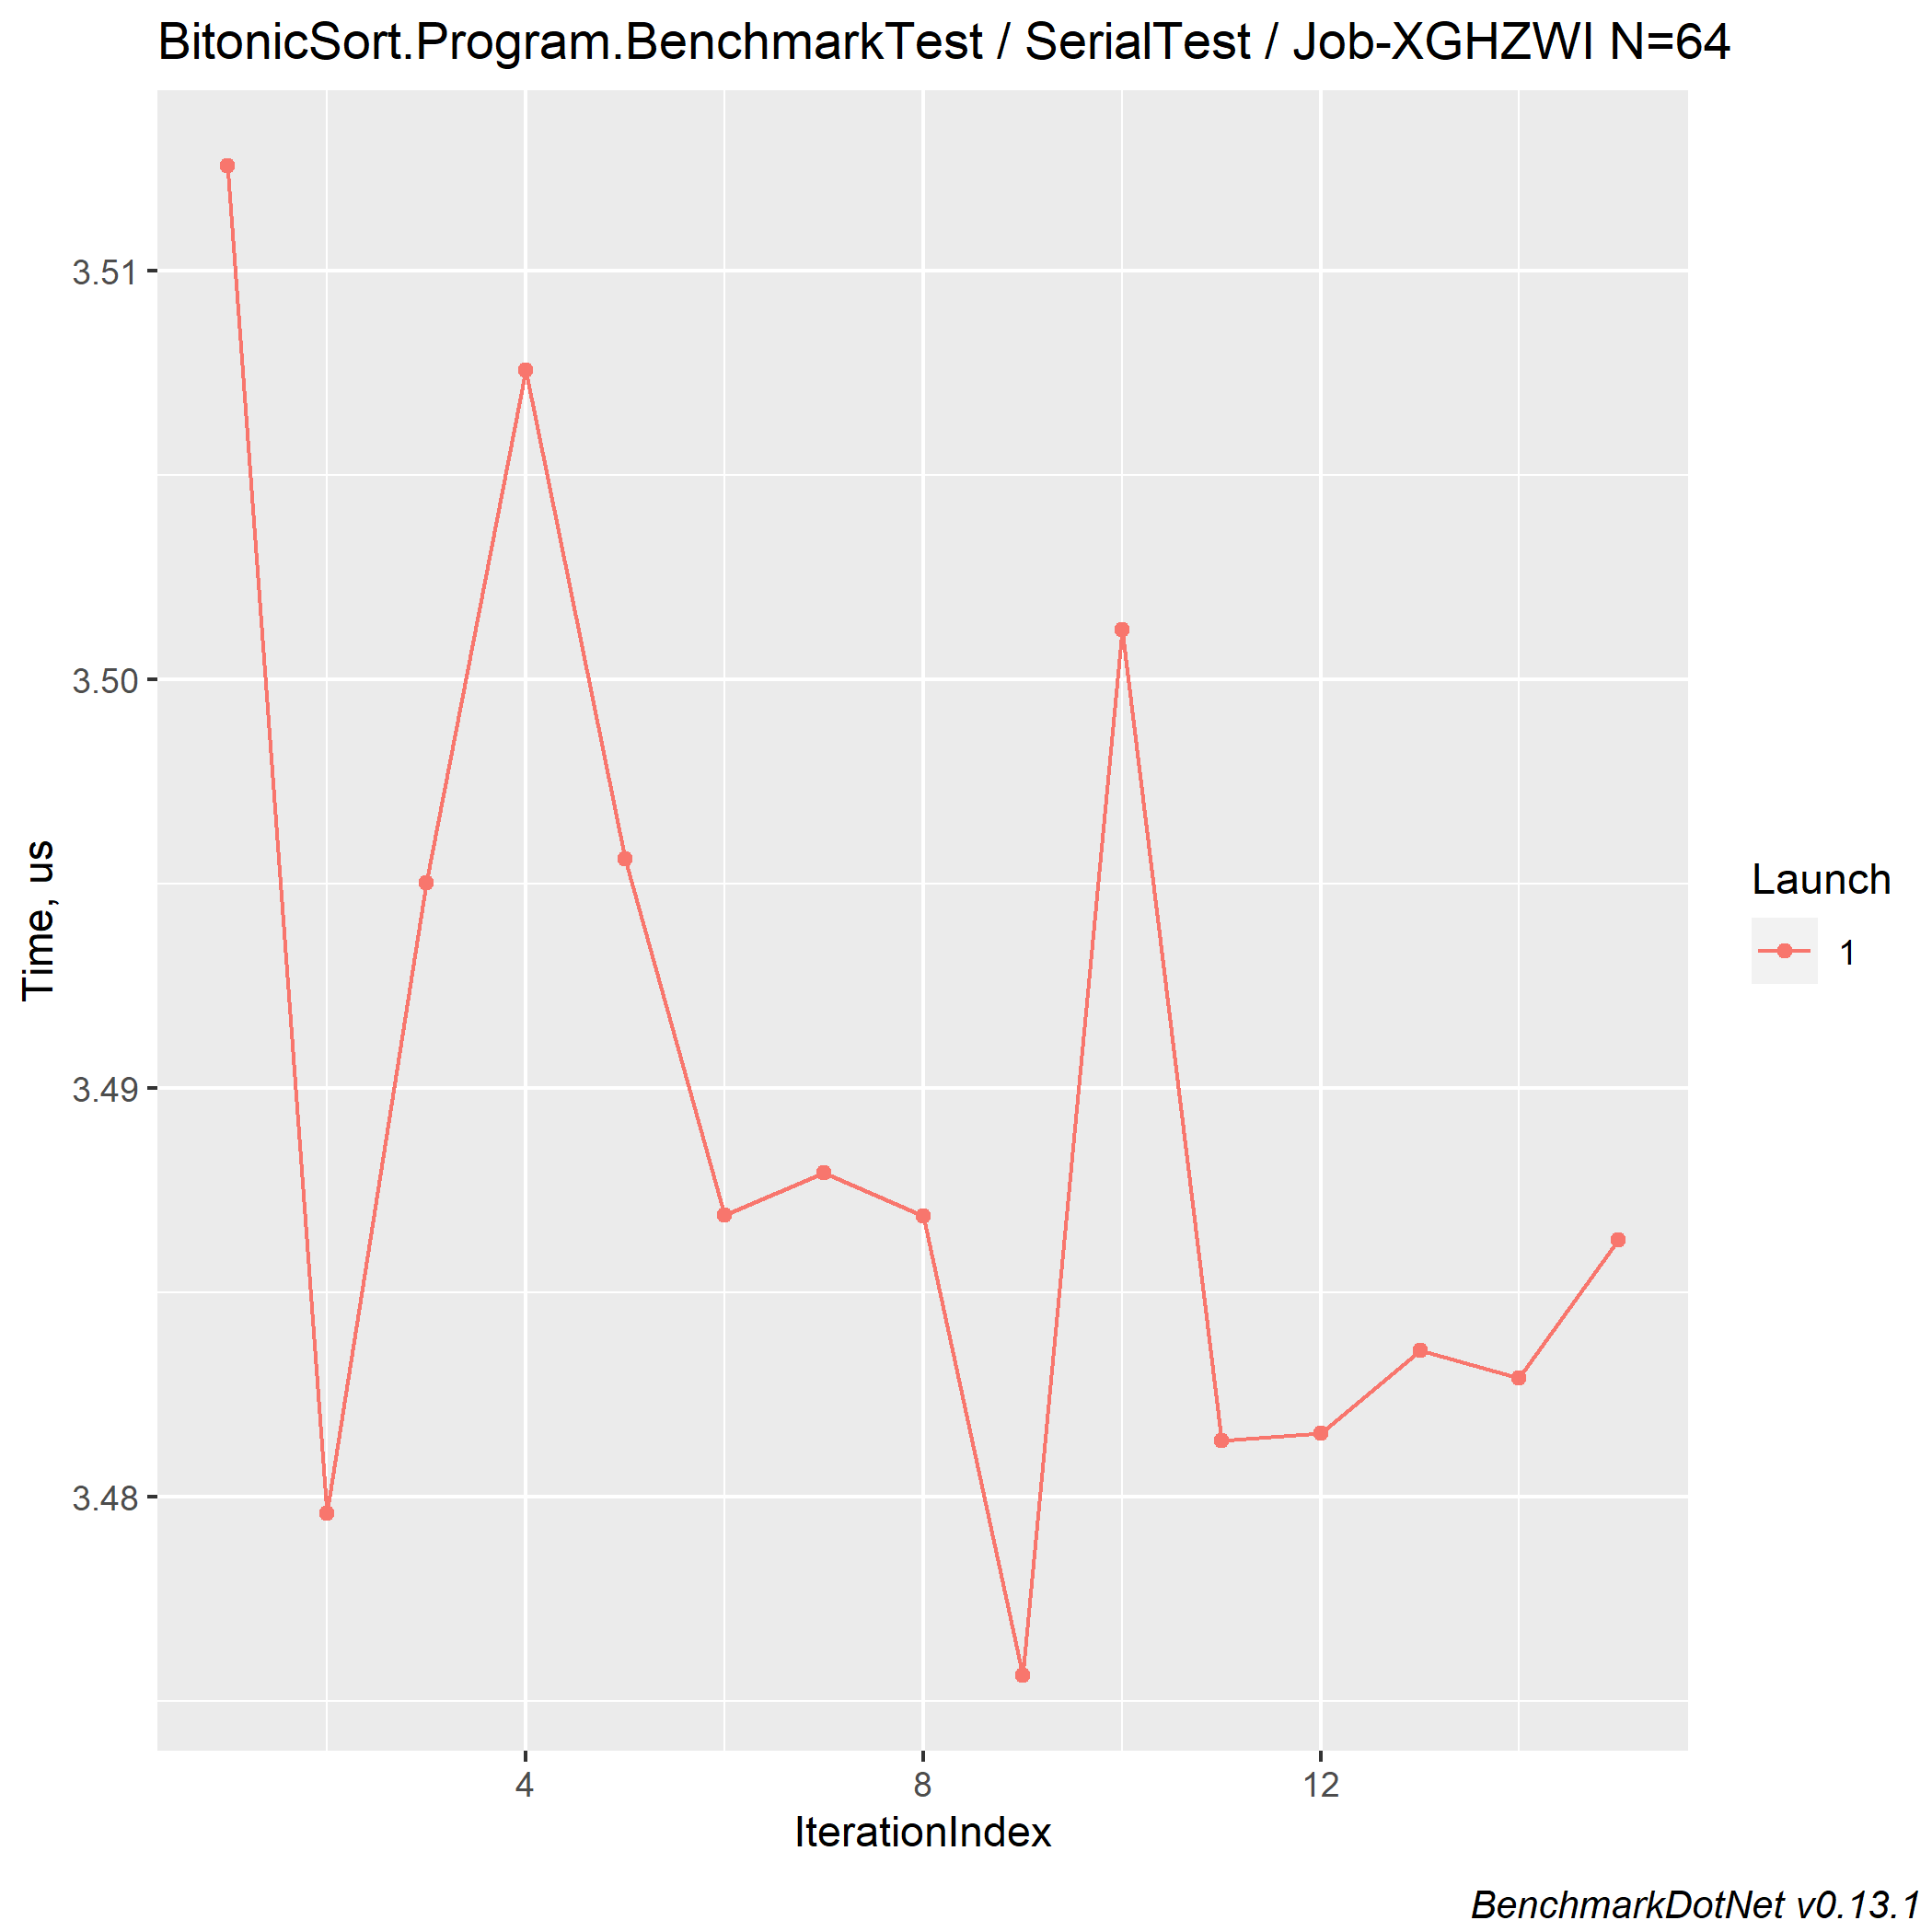 BitonicSort.Program.BenchmarkTest / SerialTest / Job-XGHZWI N=64
Time, us
3.51
3.50
3.49
3.48
4
8
12
IterationIndex
Launch
1
BenchmarkDotNet v0.13.1